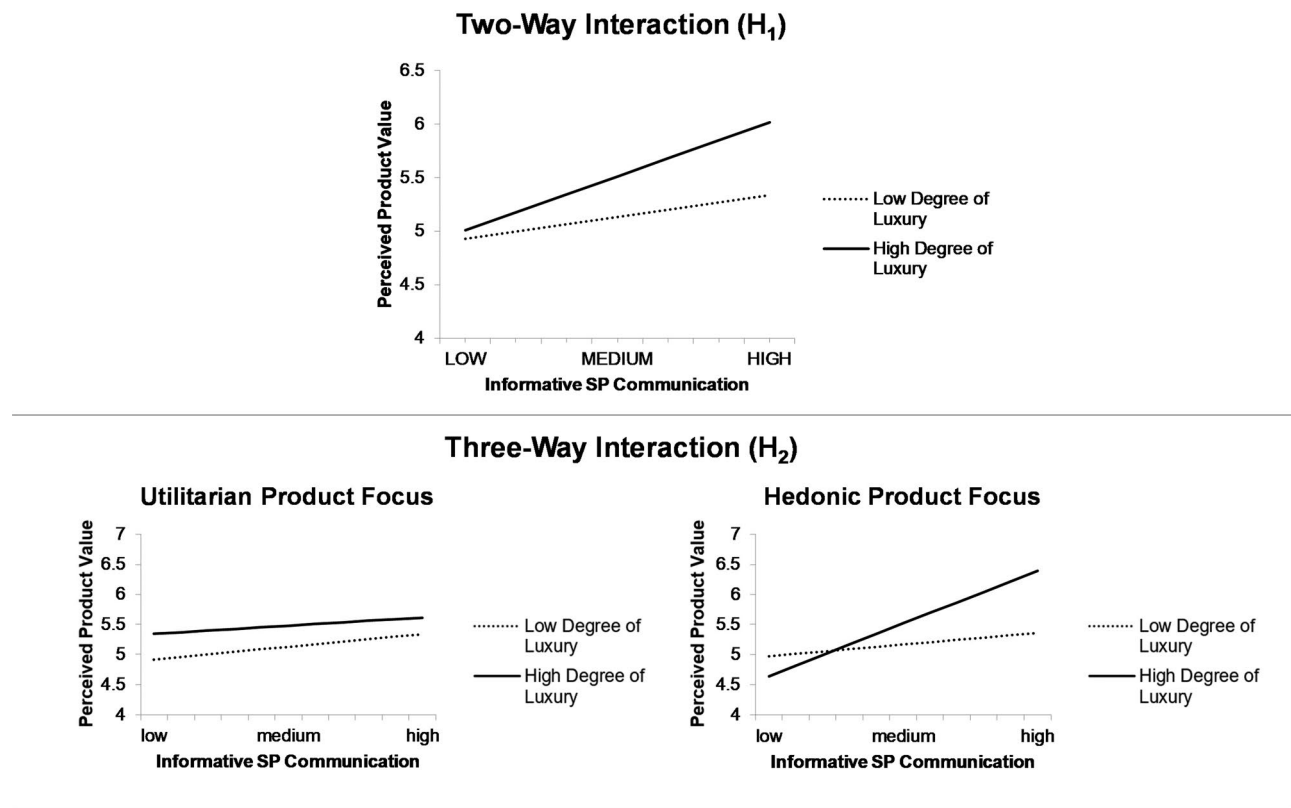 Two-Way Interaction (H1)
6.5
6
5.5
5
4.5
4
Perceived Product Value
LOW MEDIUM HIGH
Informative SP Communication
Low Degree of
Luxury
High Degree of
Luxury
Three-Way Interaction (H2)
Utilitarian Product Focus
7
6.5
6
5.5
5
4.5
4
Perceived Product Value
low medium high
Informative SP Communication
Low Degree of
Luxury
High Degree of
Luxury
Hedonic Product Focus
7
6.5
6
5.5
5
4.5
4
Perceived Product Value
low medium high
Informative SP Communication
Low Degree of
Luxury
High Degree of
Luxury